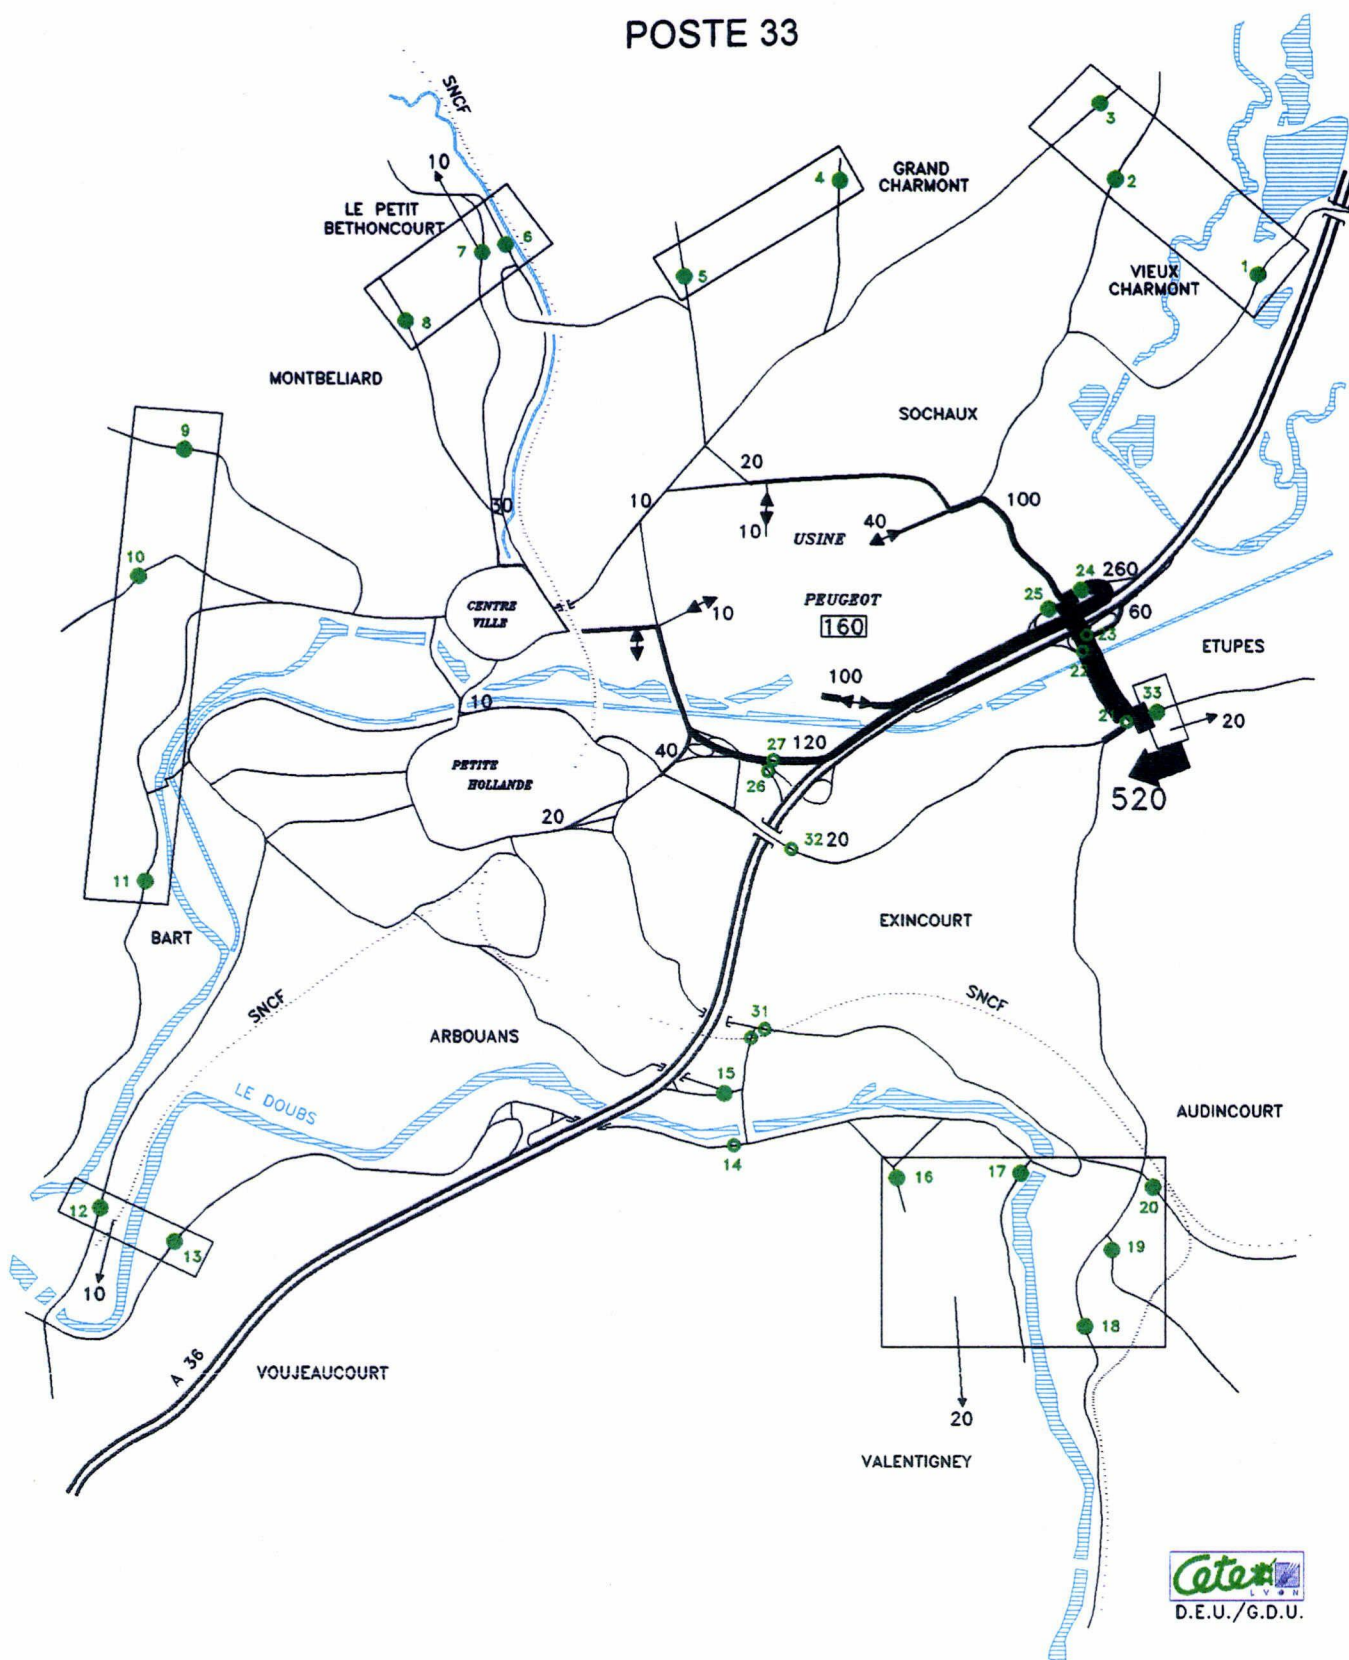 POSTE 33
SNCF
3
10
4
GRAND
CHARMONT
2
LE PETIT
BETHONCOURT
6
7
5
1
VIEUX
CHARMONT
8
MONTBELIARD
SOCHAUX
9
20
30
10
100
10
40
USINE
10
24
260
CENTRE
VILLE
PEUGEOT
25
60
10
160
23
ETUPES
22
100
33
10
21
20
40
27
120
PETITE
HOLLANDE
26
520
20
32
20
11
EXINCOURT
BART
SNCF
SNCF
31
ARBOUANS
15
LE DOUBS
AUDINCOURT
14
16
17
20
12
13
19
10
18
A 36
VOUJEAUCOURT
20
VALENTIGNEY
Cete
LYON
D.E.U./G.D.U.